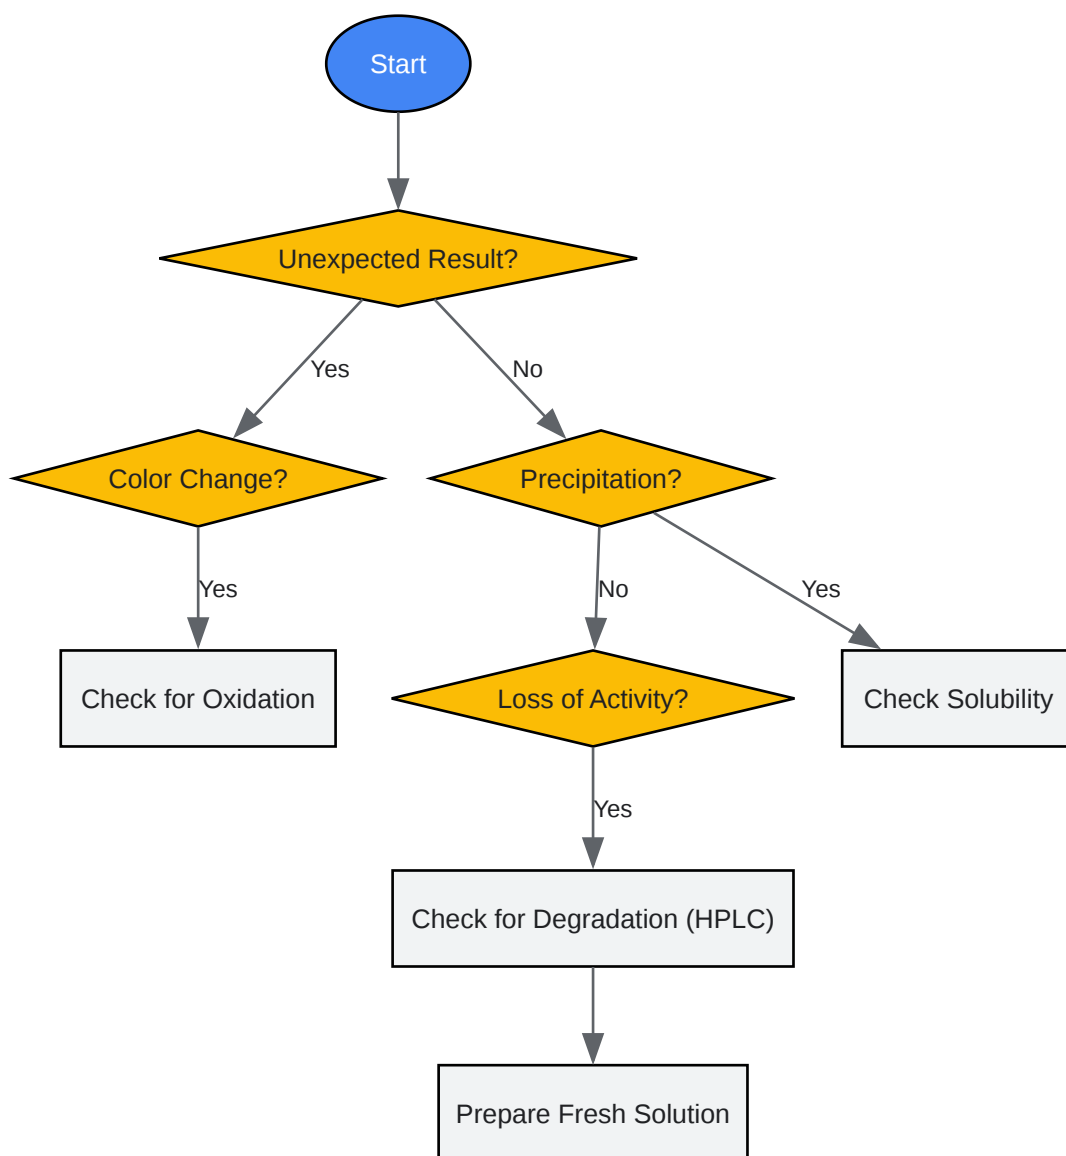 Start
Unexpected Result?
Yes
No
Color Change?
Precipitation?
Yes
No
Yes
Check for Oxidation
Loss of Activity?
Check Solubility
Yes
Check for Degradation (HPLC)
Prepare Fresh Solution